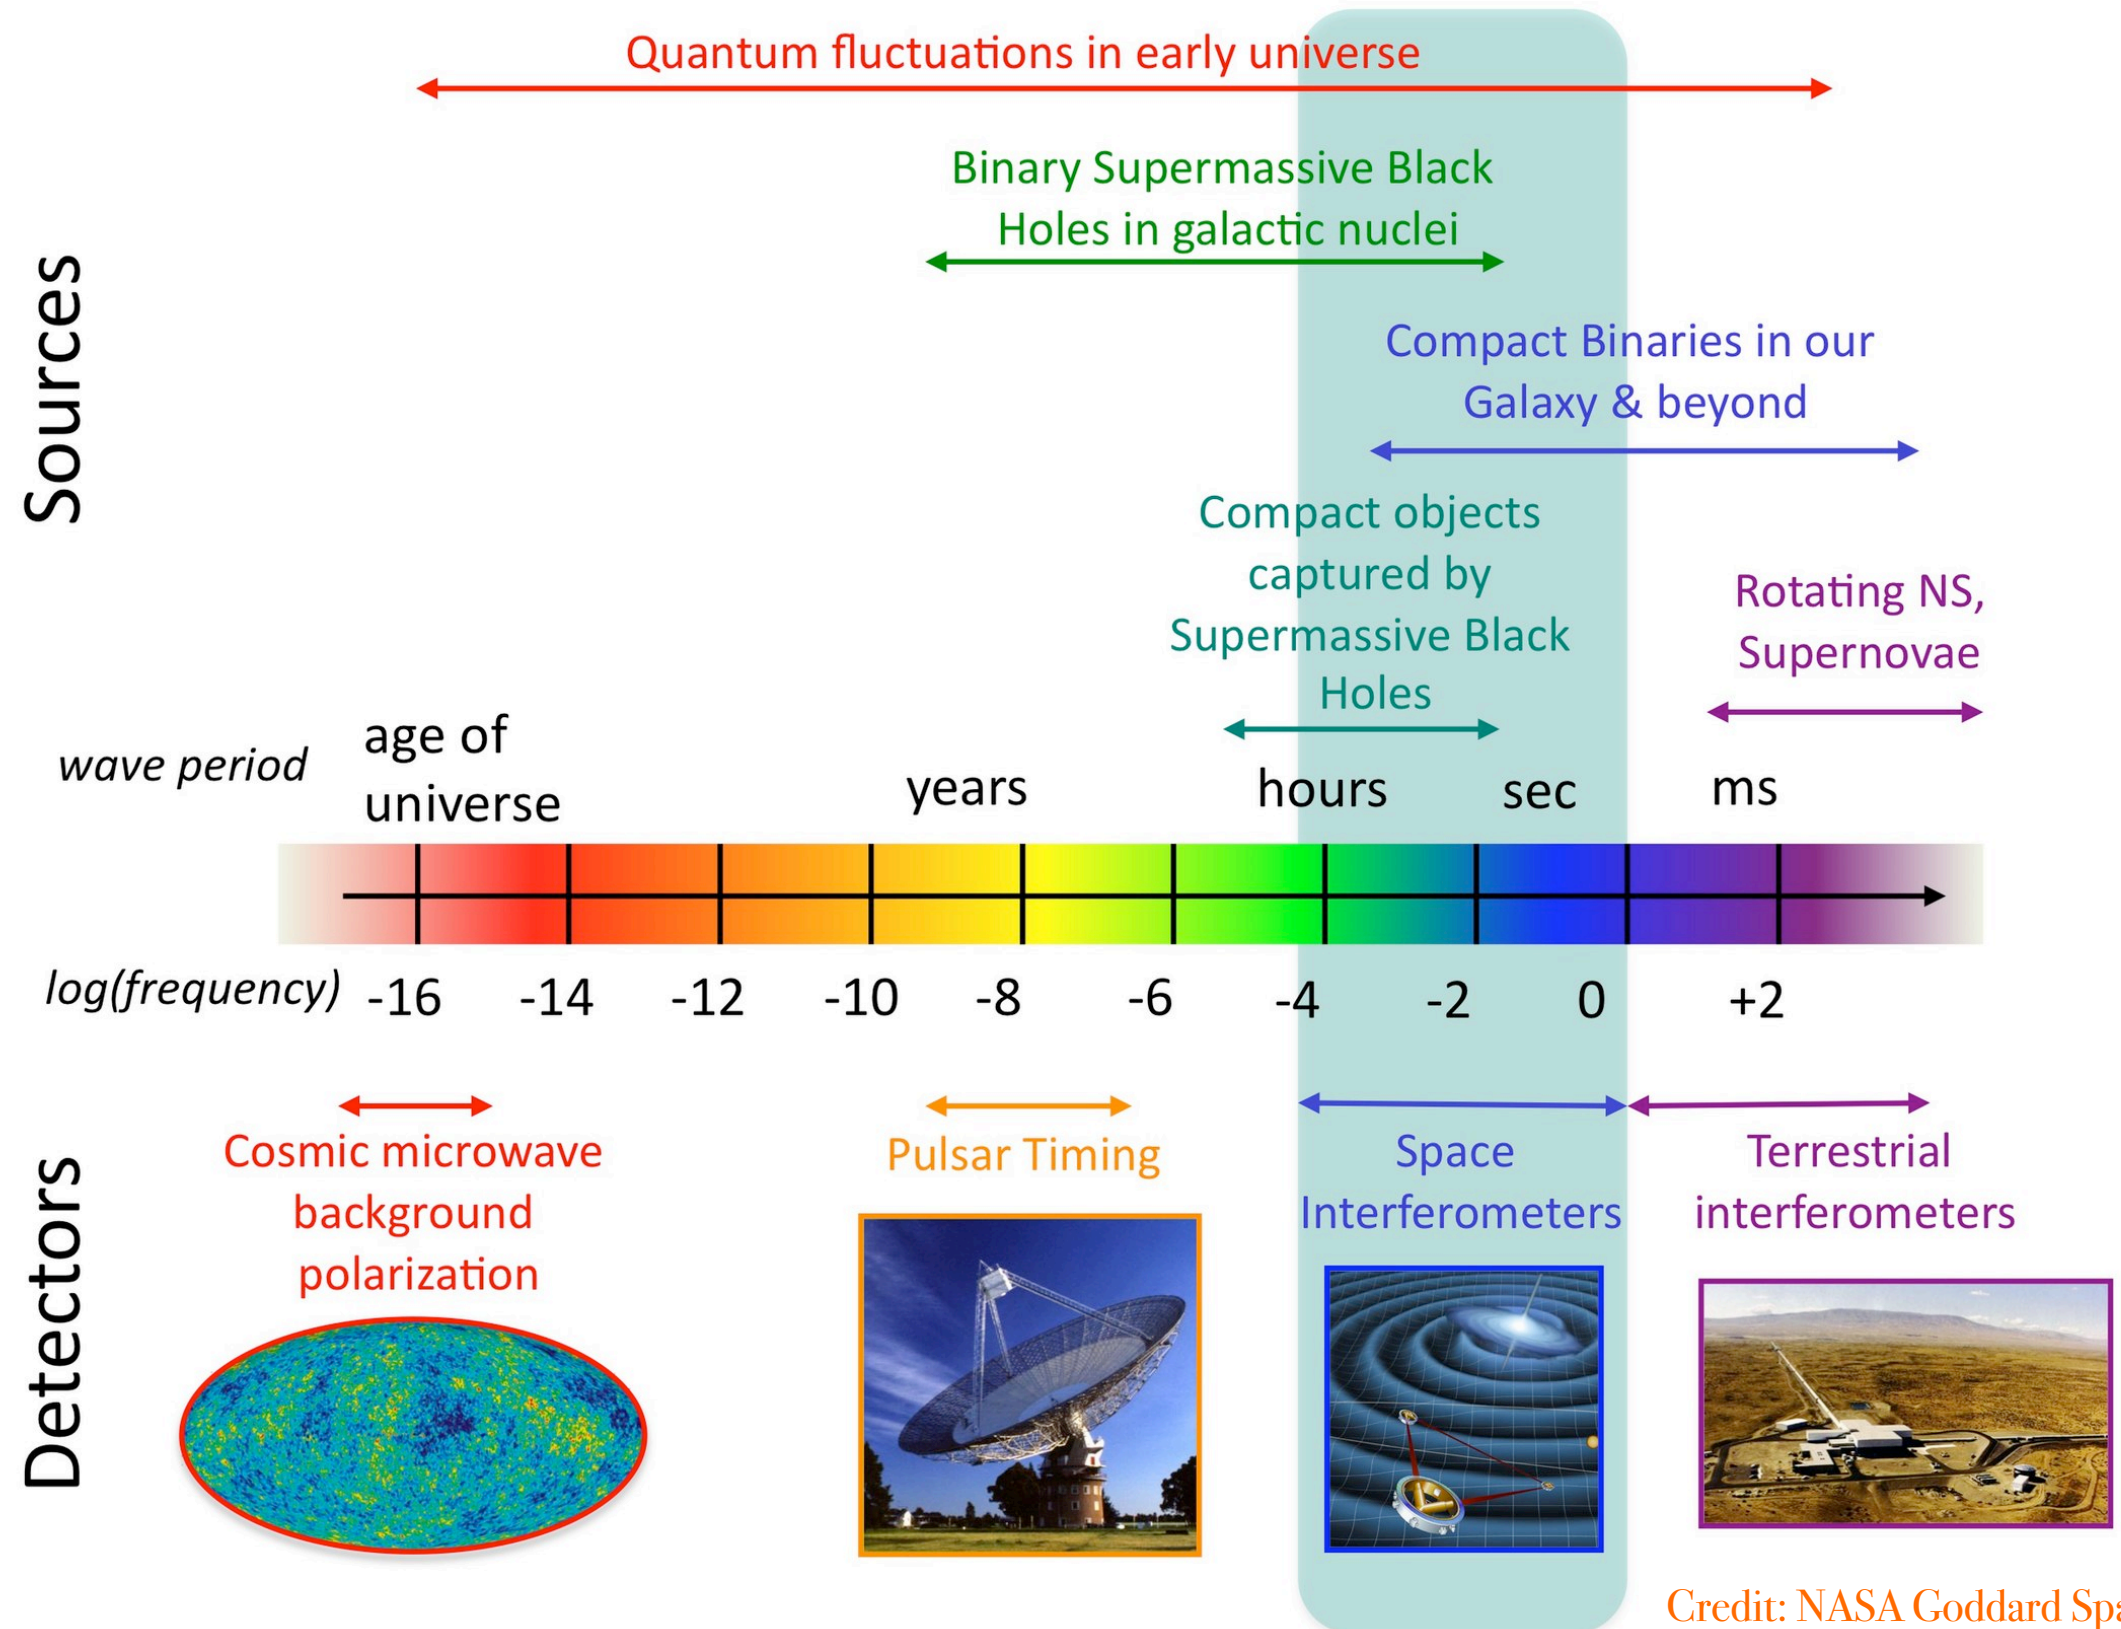 Quantum fluctuations in early universe
Binary Supermassive Black
Holes in galactic nuclei
Sources
Compact Binaries in our
Galaxy & beyond
Compact objects
captured by
Supermassive Black
Holes
Rotating NS,
Supernovae
wave period
age of
universe
years
hours
sec
ms
log(frequency)
-16
-14
-12
-10
-8
-6
-4
-2
0
+2
Detectors
Cosmic microwave
background
polarization
Pulsar Timing
Space
Interferometers
Terrestrial
interferometers
Credit: NASA Goddard Spa